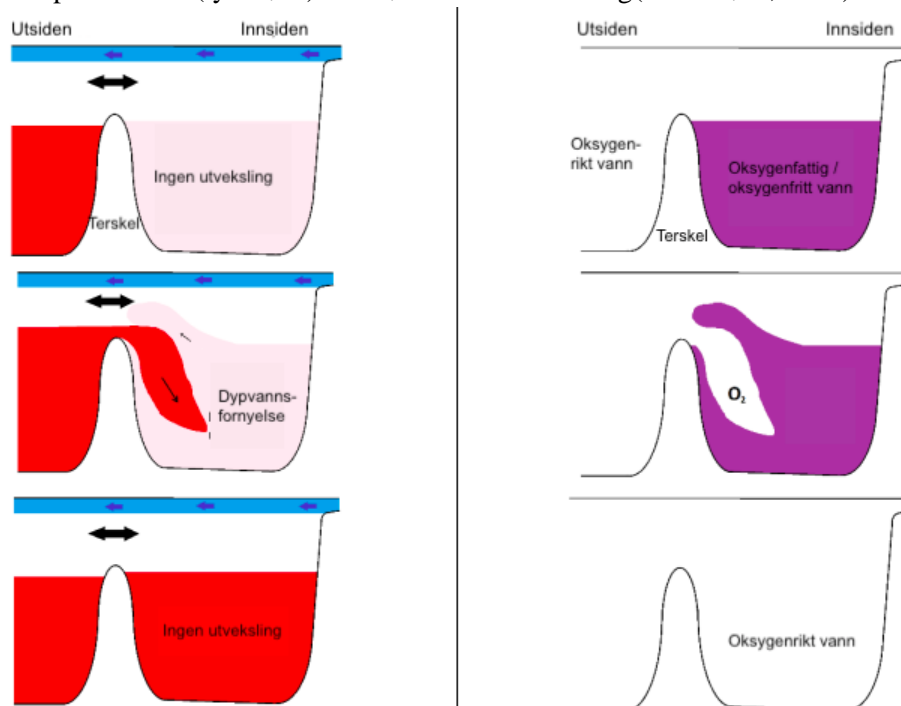 Utsiden
Innsiden
Ingen utveksling
Terskel
Dypvanns-
fornyelse
Ingen utveksling
Utsiden
Innsiden
Oksygen-
rikt vann
Oksygenfattig /
oksygenfritt vann
Terskel
O₂
Oksygenrikt vann